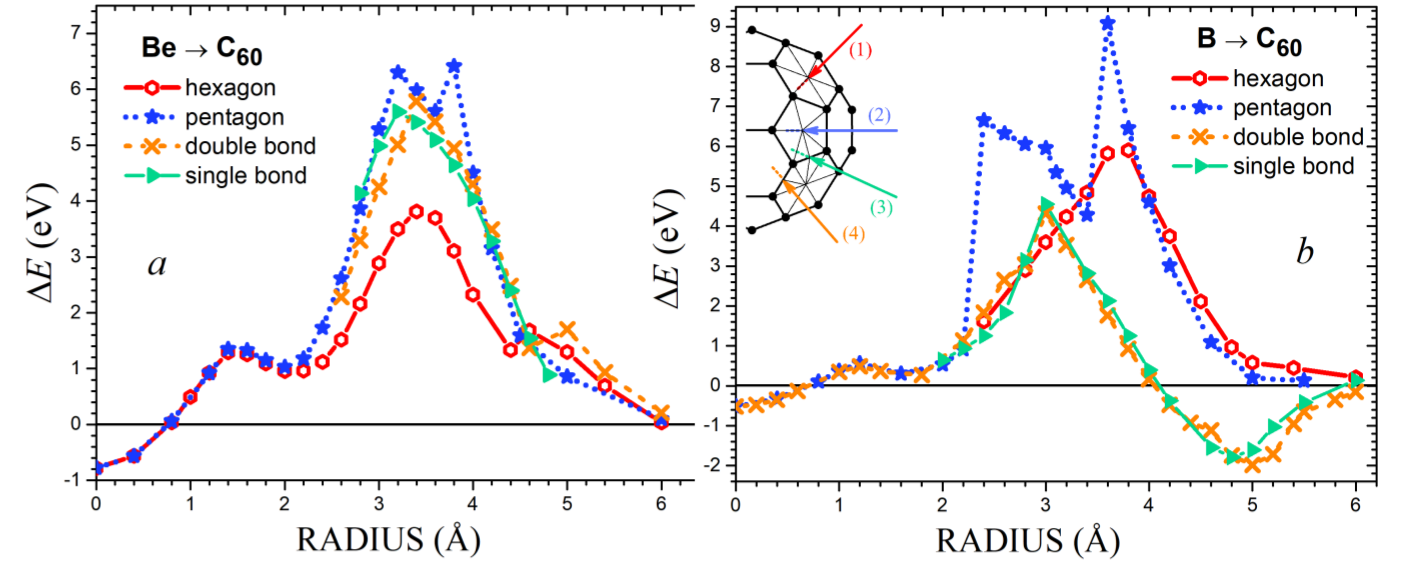 Be → C60
hexagon
pentagon
double bond
single bond
a
ΔE (eV)
7
6
5
4
3
2
1
0
-1
0 1 2 3 4 5 6
RADIUS (Å)
B → C60
hexagon
pentagon
double bond
single bond
(1)
(2)
(3)
(4)
b
ΔE (eV)
9
8
7
6
5
4
3
2
1
0
-1
-2
0 1 2 3 4 5 6
RADIUS (Å)